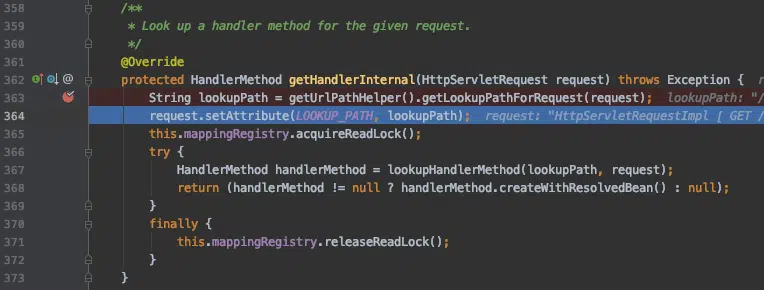 358 /**
359 * Look up a handler method for the given request.
360 */
361 @Override
362 @ protected HandlerMethod getHandlerInternal(HttpServletRequest request) throws Exception {
363 String lookupPath = getUrlPathHelper().getLookupPathForRequest(request); lookupPath: "/
364 request.setAttribute(LOOKUP_PATH, lookupPath); request: "HttpServletRequestImpl [ GET /
365 this.mappingRegistry.acquireReadLock();
366 try {
367 HandlerMethod handlerMethod = lookupHandlerMethod(lookupPath, request);
368 return (handlerMethod != null ? handlerMethod.createWithResolvedBean() : null);
369 }
370 finally {
371 this.mappingRegistry.releaseReadLock();
372 }
373 }